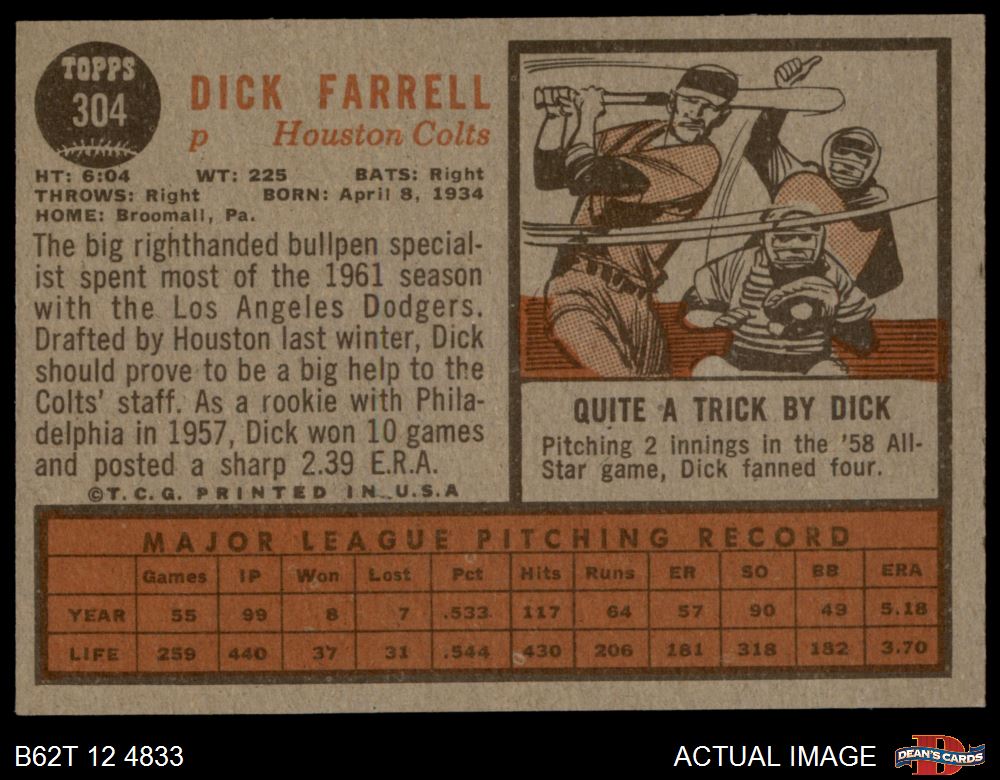 TOPPS
304
DICK FARRELL
p Houston Colts
HT: 6:04 WT: 225 BATS: Right
THROWS: Right BORN: April 8, 1934
HOME: Broomall, Pa.
The big righthanded bullpen special-
ist spent most of the 1961 season
with the Los Angeles Dodgers.
Drafted by Houston last winter, Dick
should prove to be a big help to the
Colts' staff. As a rookie with Phila-
delphia in 1957, Dick won 10 games
and posted a sharp 2.39 E.R.A.
©T.C.G. PRINTED IN U.S.A
QUITE A TRICK BY DICK
Pitching 2 innings in the '58 All-
Star game, Dick fanned four.
MAJOR LEAGUE PITCHING RECORD
Games IP Won Lost Pct Hits Runs ER SO BB ERA
YEAR 55 99 8 7 .533 117 64 57 90 49 5.18
LIFE 259 440 37 31 .544 430 206 181 318 182 3.70
B62T 12 4833
ACTUAL IMAGE
D
DEAN'S CARDS